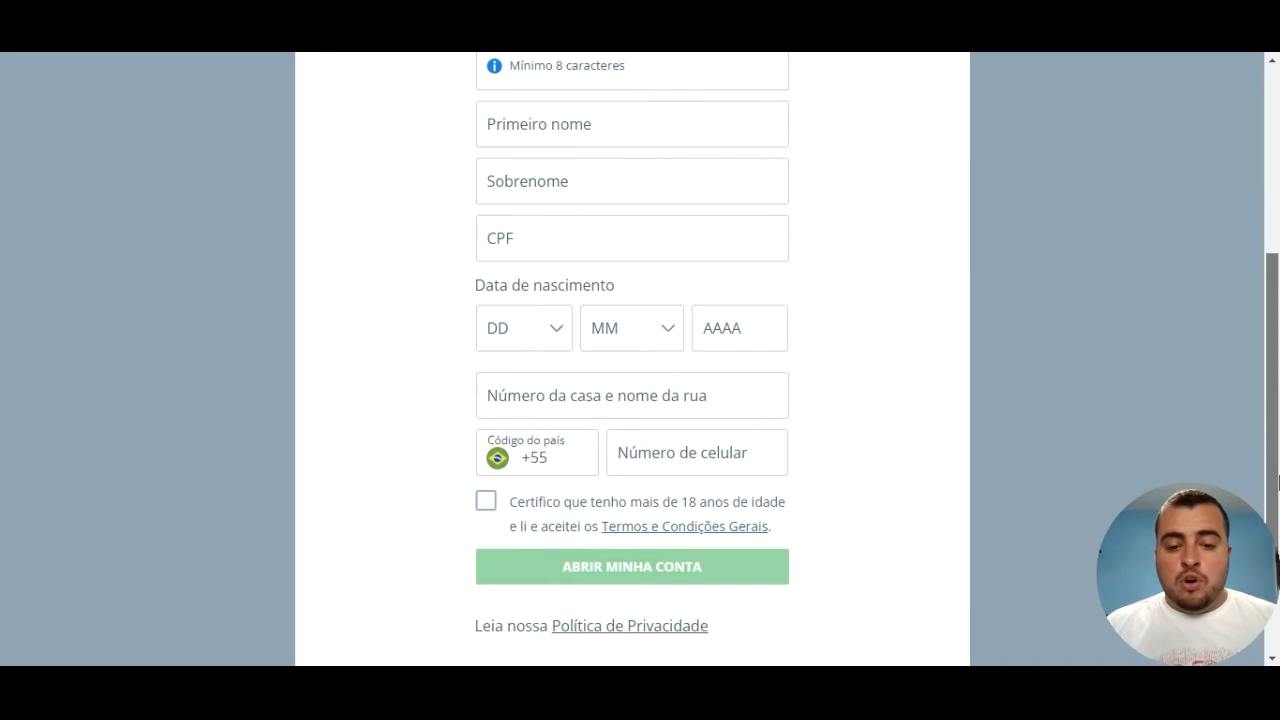 Mínimo 8 caracteres
Primeiro nome
Sobrenome
CPF
Data de nascimento
DD MM AAAA
Número da casa e nome da rua
Código do país
+55 Número de celular
Certifico que tenho mais de 18 anos de idade
e li e aceitei os Termos e Condições Gerais.
ABRIR MINHA CONTA
Leia nossa Política de Privacidade